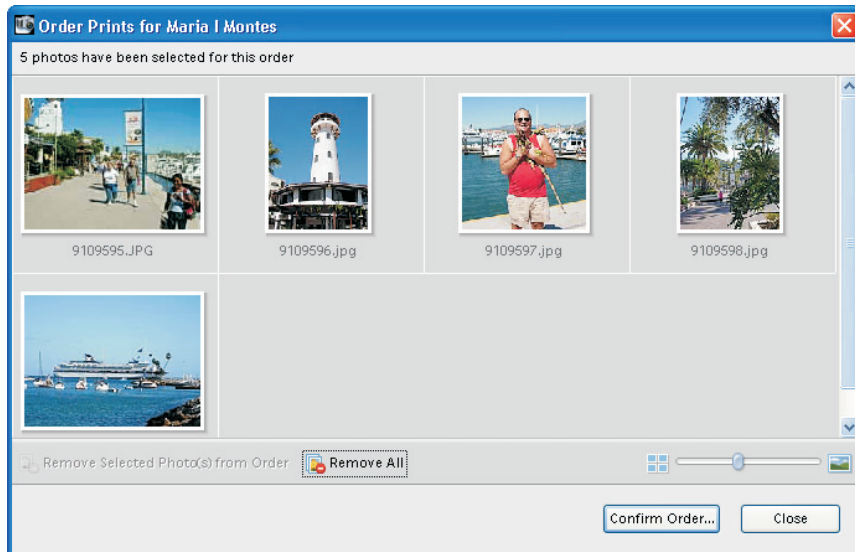 Order Prints for Maria I Montes
5 photos have been selected for this order
9109595.JPG
9109596.jpg
9109597.jpg
9109598.jpg
Remove Selected Photo(s) from Order
Remove All
Confirm Order...
Close